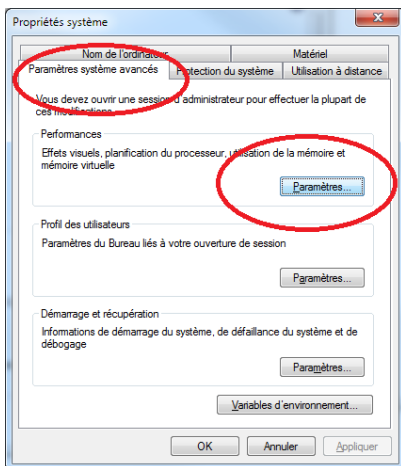 Propriétés système
Nom de l'ordinateur Matériel
Paramètres système avancés Protection du système Utilisation à distance
Vous devez ouvrir une session d'administrateur pour effectuer la plupart de
ces modifications.
Performances
Effets visuels, planification du processeur, utilisation de la mémoire et
mémoire virtuelle
Paramètres...
Profil des utilisateurs
Paramètres du Bureau liés à votre ouverture de session
Paramètres...
Démarrage et récupération
Informations de démarrage du système, de défaillance du système et de
débogage
Paramètres...
Variables d'environnement...
OK Annuler Appliquer